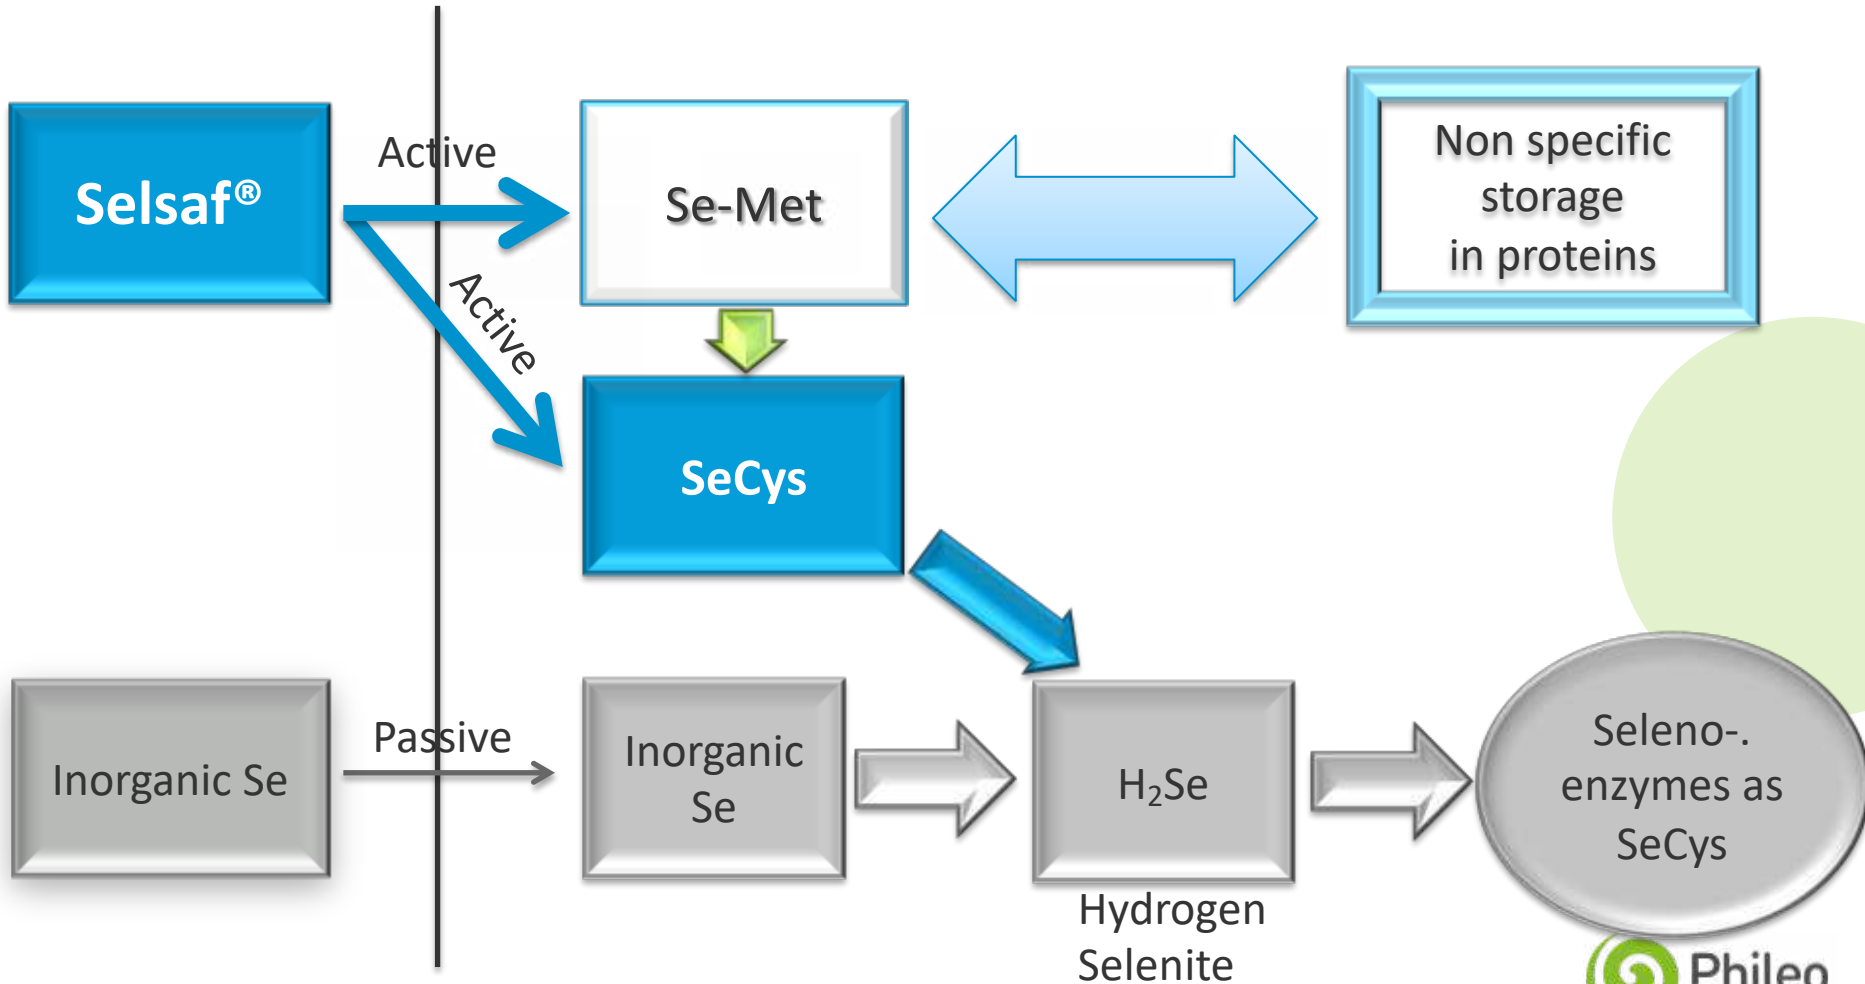 Selsaf®
Active
Active
Se-Met
Non specific
storage
in proteins
SeCys
Inorganic Se
Passive
Inorganic
Se
H₂Se
Hydrogen
Selenite
Seleno-.
enzymes as
SeCys
Phileo